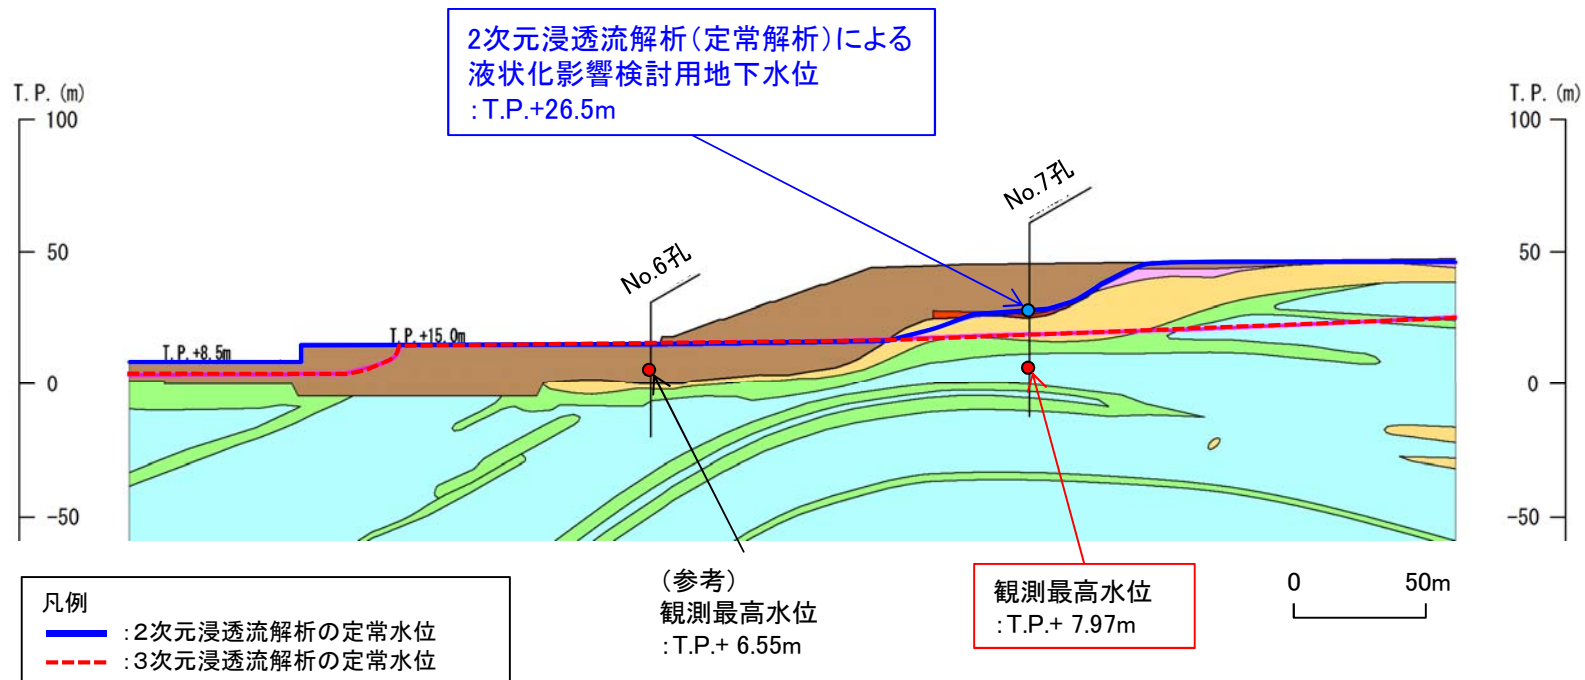 2次元浸透流解析(定常解析)による
液状化影響検討用地下水位
:T.P.+26.5m
T.P.(m)
100
50
0
-50
T.P.(m)
100
50
0
-50
No.6孔
No.7孔
T.P.+8.5m
T.P.+15.0m
(参考)
観測最高水位
:T.P.+ 6.55m
観測最高水位
:T.P.+ 7.97m
0 50m
凡例
:2次元浸透流解析の定常水位
:3次元浸透流解析の定常水位